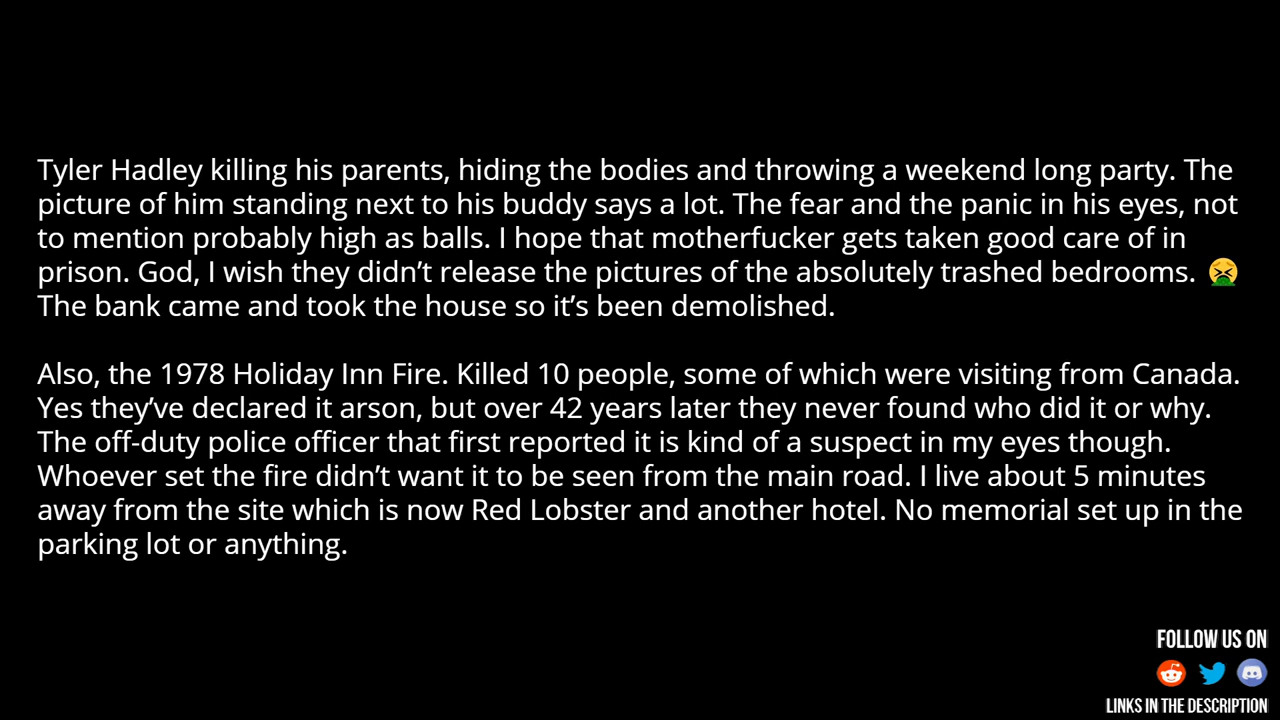 Tyler Hadley killing his parents, hiding the bodies and throwing a weekend long party. The
picture of him standing next to his buddy says a lot. The fear and the panic in his eyes, not
to mention probably high as balls. I hope that motherfucker gets taken good care of in
prison. God, I wish they didn’t release the pictures of the absolutely trashed bedrooms. 🤮
The bank came and took the house so it’s been demolished.
Also, the 1978 Holiday Inn Fire. Killed 10 people, some of which were visiting from Canada.
Yes they’ve declared it arson, but over 42 years later they never found who did it or why.
The off-duty police officer that first reported it is kind of a suspect in my eyes though.
Whoever set the fire didn’t want it to be seen from the main road. I live about 5 minutes
away from the site which is now Red Lobster and another hotel. No memorial set up in the
parking lot or anything.
FOLLOW US ON
LINKS IN THE DESCRIPTION